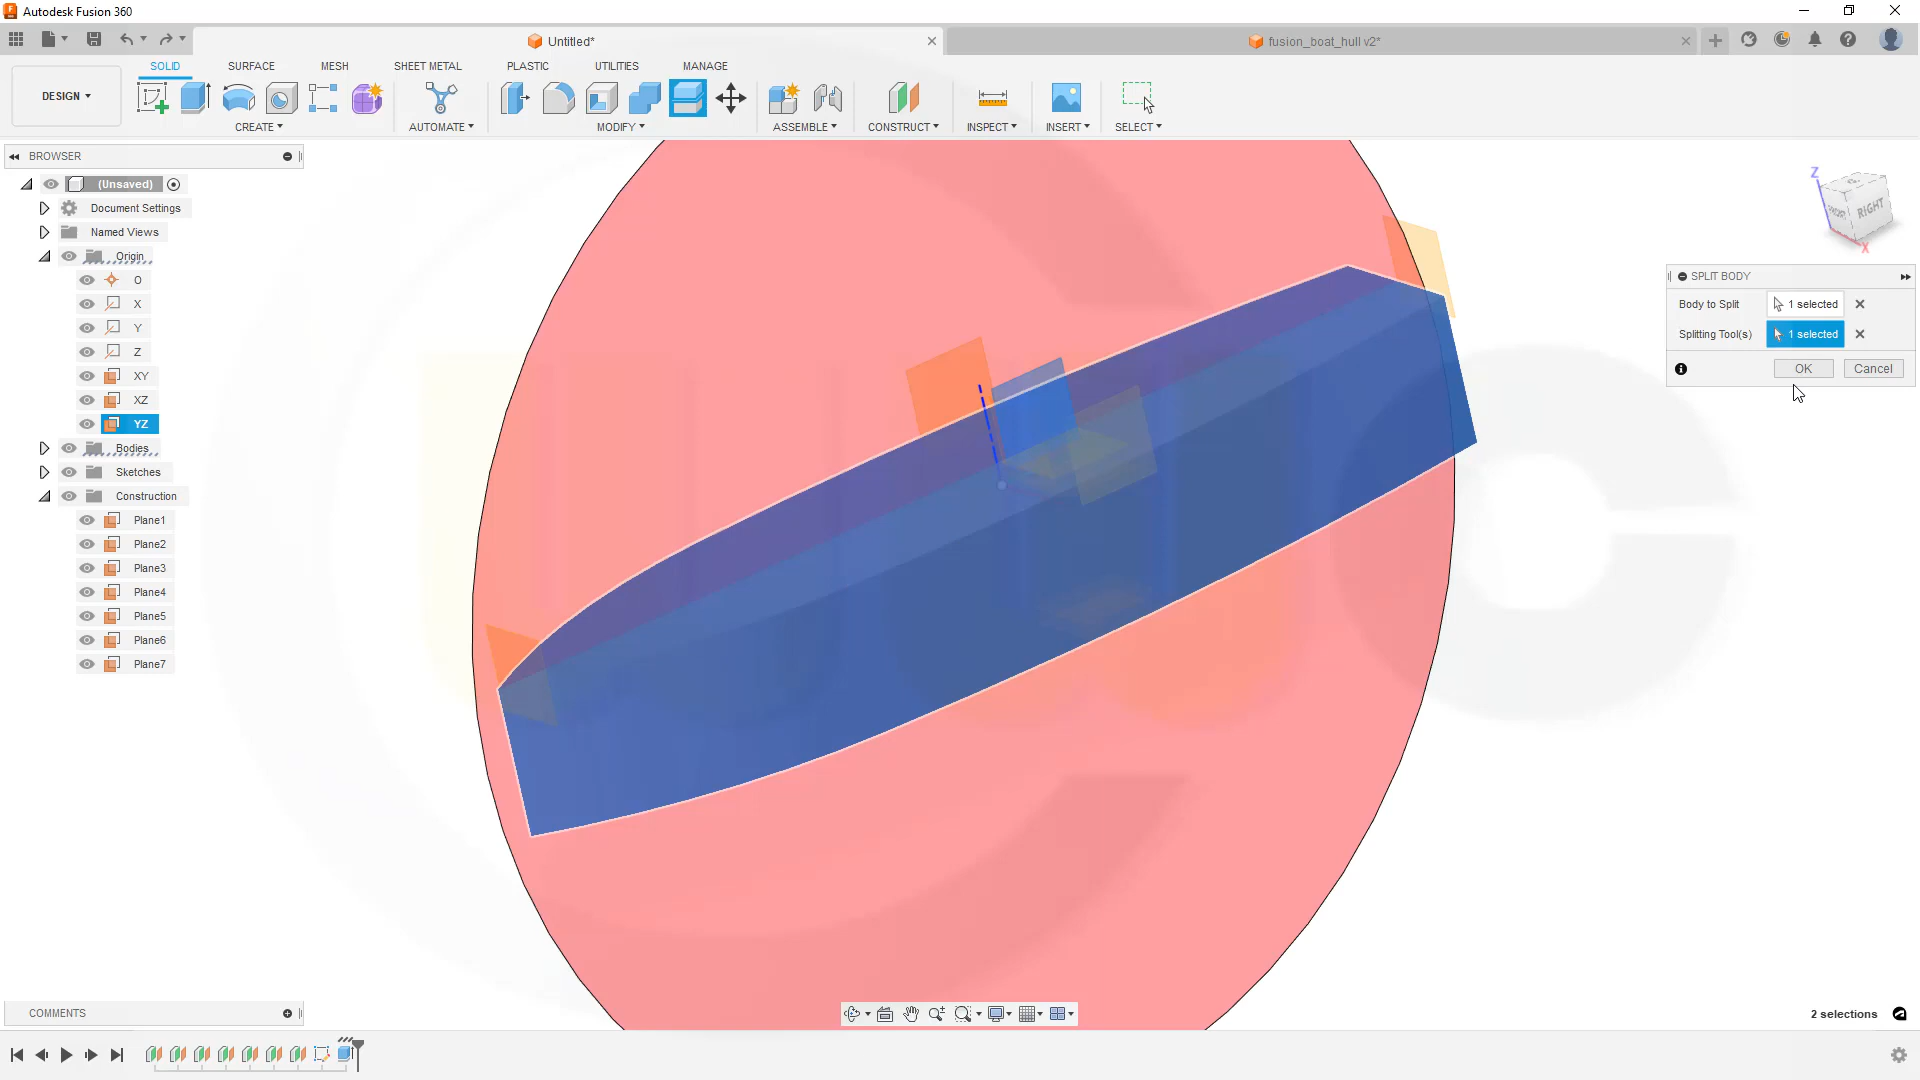 Autodesk Fusion 360
Untitled*
fusion_boat_hull v2*
DESIGN
SOLID
SURFACE
MESH
SHEET METAL
PLASTIC
UTILITIES
MANAGE
CREATE
AUTOMATE
MODIFY
ASSEMBLE
CONSTRUCT
INSPECT
INSERT
SELECT
BROWSER
(Unsaved)
Document Settings
Named Views
Origin
O
X
Y
Z
XY
XZ
YZ
Bodies
Sketches
Construction
Plane1
Plane2
Plane3
Plane4
Plane5
Plane6
Plane7
Z
FRONT
RIGHT
X
SPLIT BODY
Body to Split
1 selected
Splitting Tool(s)
1 selected
OK
Cancel
COMMENTS
2 selections